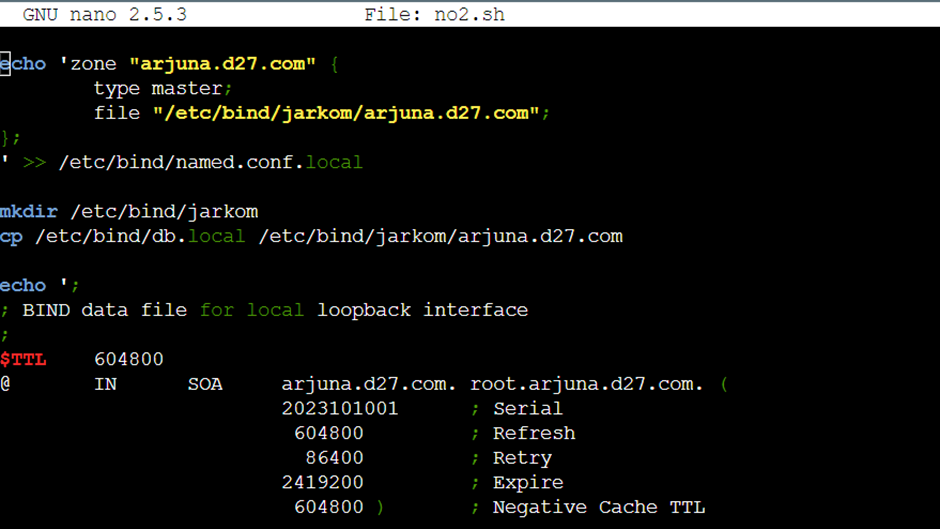 GNU nano 2.5.3 File: no2.sh
echo 'zone "arjuna.d27.com" {
type master;
file "/etc/bind/jarkom/arjuna.d27.com";
};
' >> /etc/bind/named.conf.local
mkdir /etc/bind/jarkom
cp /etc/bind/db.local /etc/bind/jarkom/arjuna.d27.com
echo ';
; BIND data file for local loopback interface
;
$TTL 604800
@ IN SOA arjuna.d27.com. root.arjuna.d27.com. (
2023101001 ; Serial
604800 ; Refresh
86400 ; Retry
2419200 ; Expire
604800 ) ; Negative Cache TTL